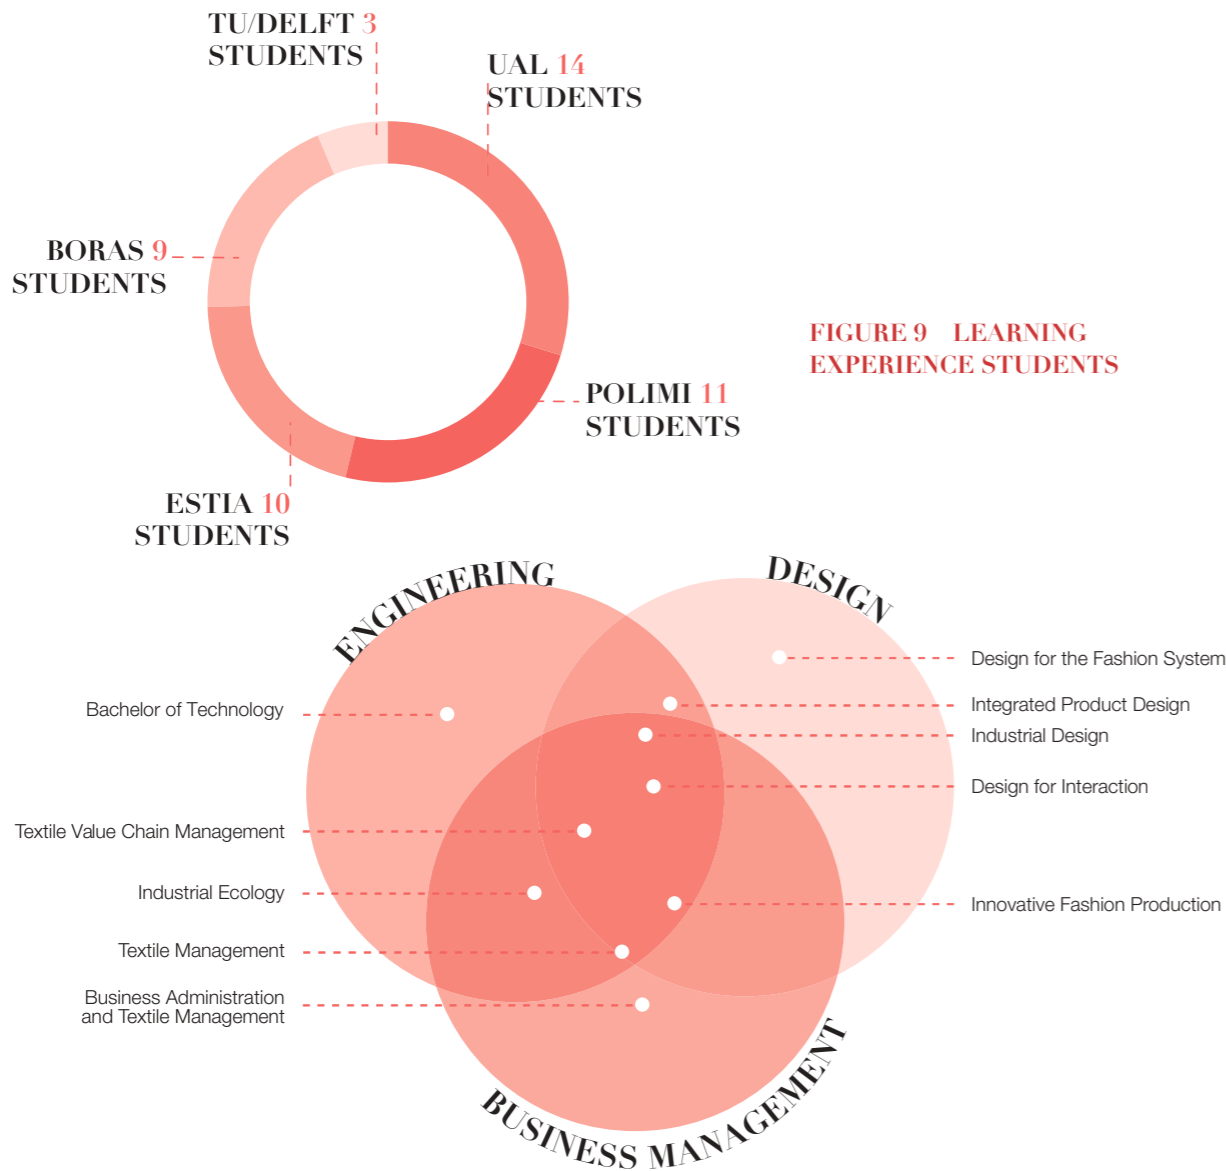 TU/DELFT 3
STUDENTS
UAL 14
STUDENTS
BORAS 9
STUDENTS
FIGURE 9 LEARNING
EXPERIENCE STUDENTS
POLIMI 11
STUDENTS
ESTIA 10
STUDENTS
ENGINEERING
DESIGN
Design for the Fashion System
Integrated Product Design
Bachelor of Technology
Industrial Design
Design for Interaction
Textile Value Chain Management
Industrial Ecology
Innovative Fashion Production
Textile Management
Business Administration
and Textile Management
BUSINESS MANAGEMENT